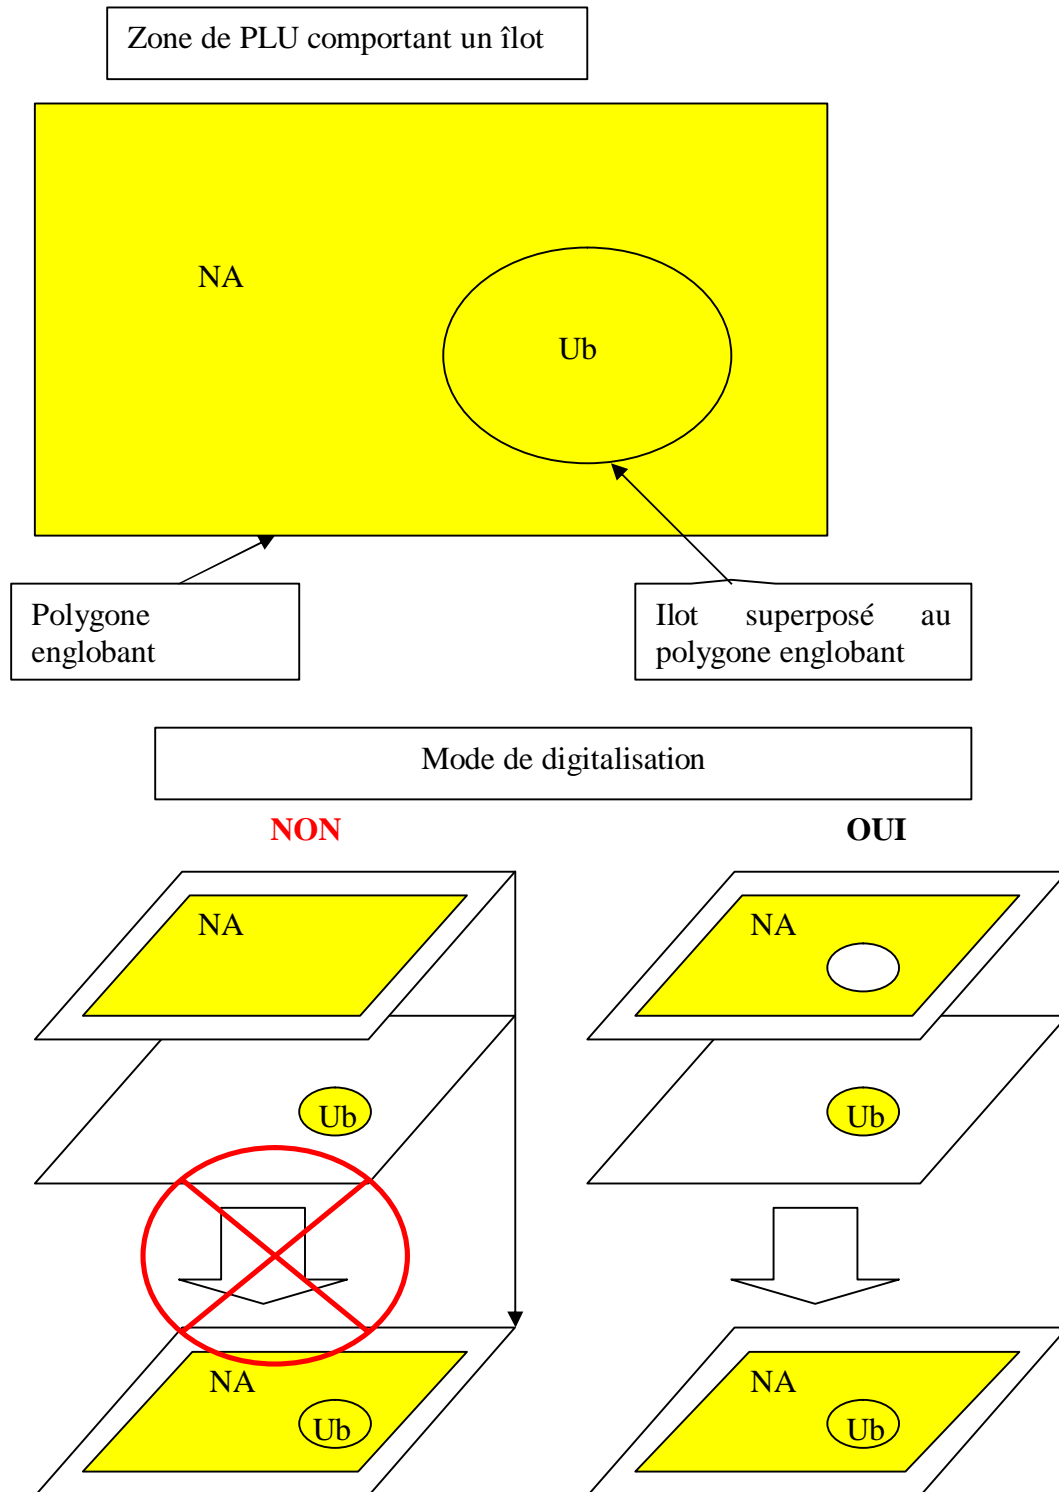 Zone de PLU comportant un îlot
NA
Ub
Polygone
englobant
Ilot superposé au
polygone englobant
Mode de digitalisation
NON
OUI
NA
NA
Ub
Ub
NA
NA
Ub
Ub